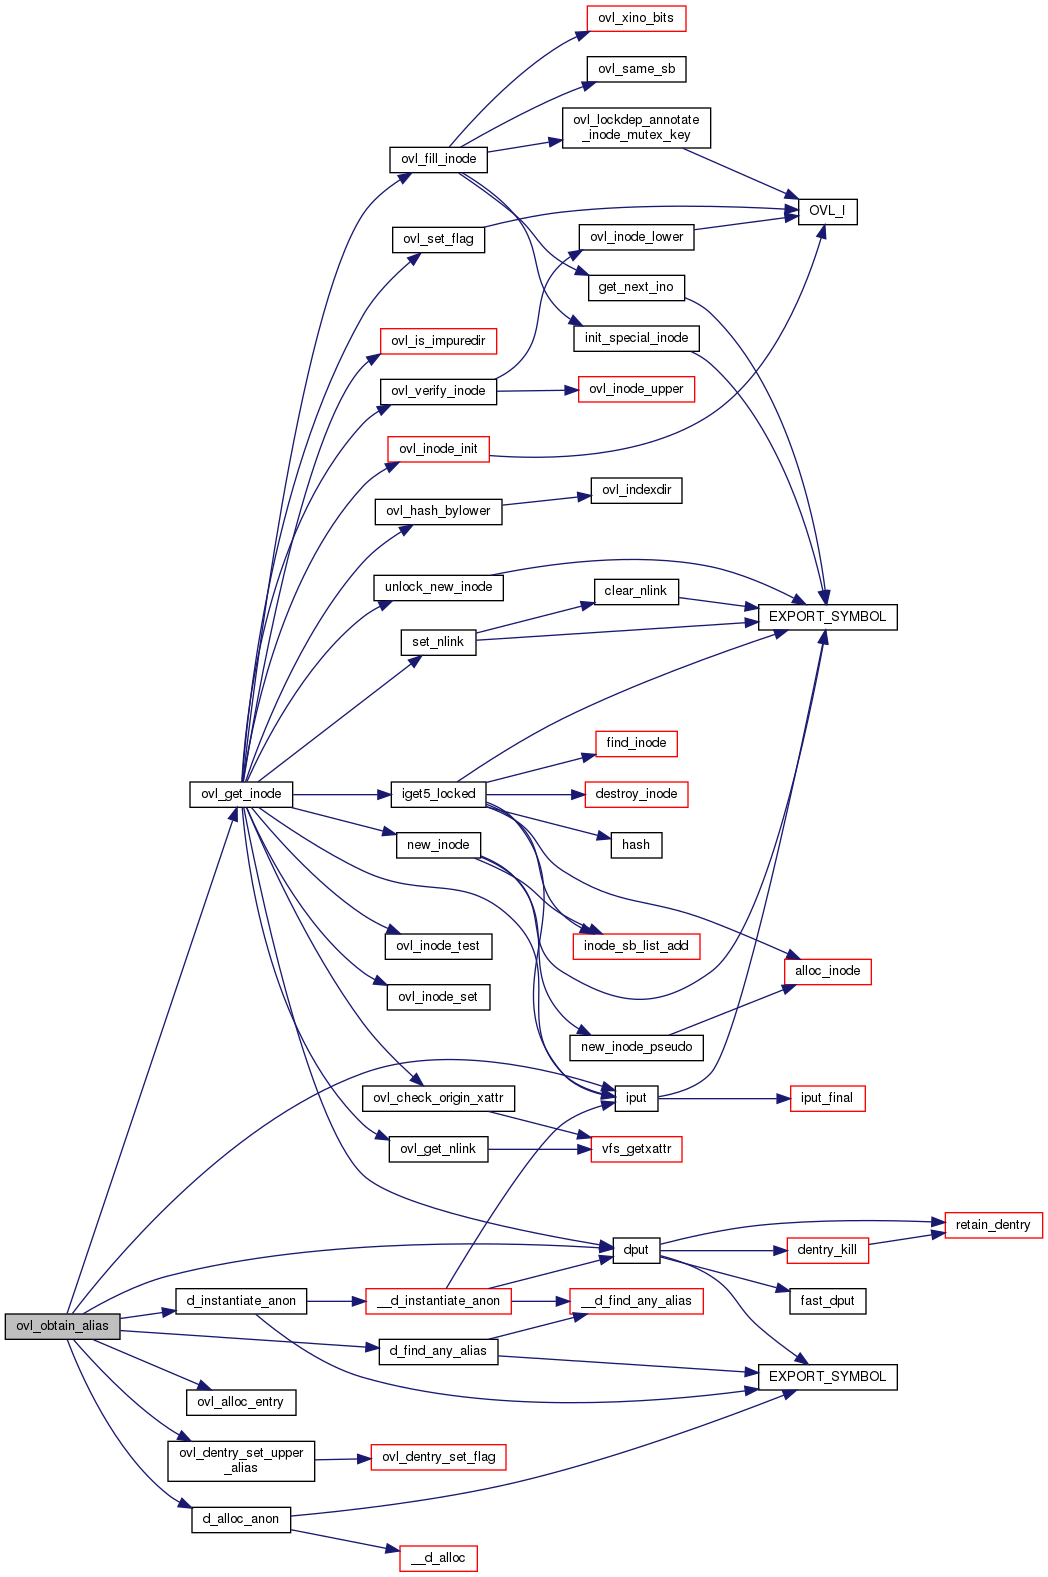 ovl_xino_bits
ovl_same_sb
ovl_lockdep_annotate
_inode_mutex_key
ovl_fill_inode
OVL_I
ovl_set_flag
ovl_inode_lower
get_next_ino
init_special_inode
ovl_is_impuredir
ovl_verify_inode
ovl_inode_upper
ovl_inode_init
ovl_indexdir
ovl_hash_bylower
unlock_new_inode
clear_nlink
EXPORT_SYMBOL
set_nlink
find_inode
ovl_get_inode
iget5_locked
destroy_inode
new_inode
hash
ovl_inode_test
inode_sb_list_add
alloc_inode
ovl_inode_set
new_inode_pseudo
ovl_check_origin_xattr
iput
iput_final
ovl_get_nlink
vfs_getxattr
retain_dentry
dput
dentry_kill
d_instantiate_anon
__d_instantiate_anon
__d_find_any_alias
fast_dput
ovl_obtain_alias
d_find_any_alias
EXPORT_SYMBOL
ovl_alloc_entry
ovl_dentry_set_upper
_alias
ovl_dentry_set_flag
d_alloc_anon
__d_alloc